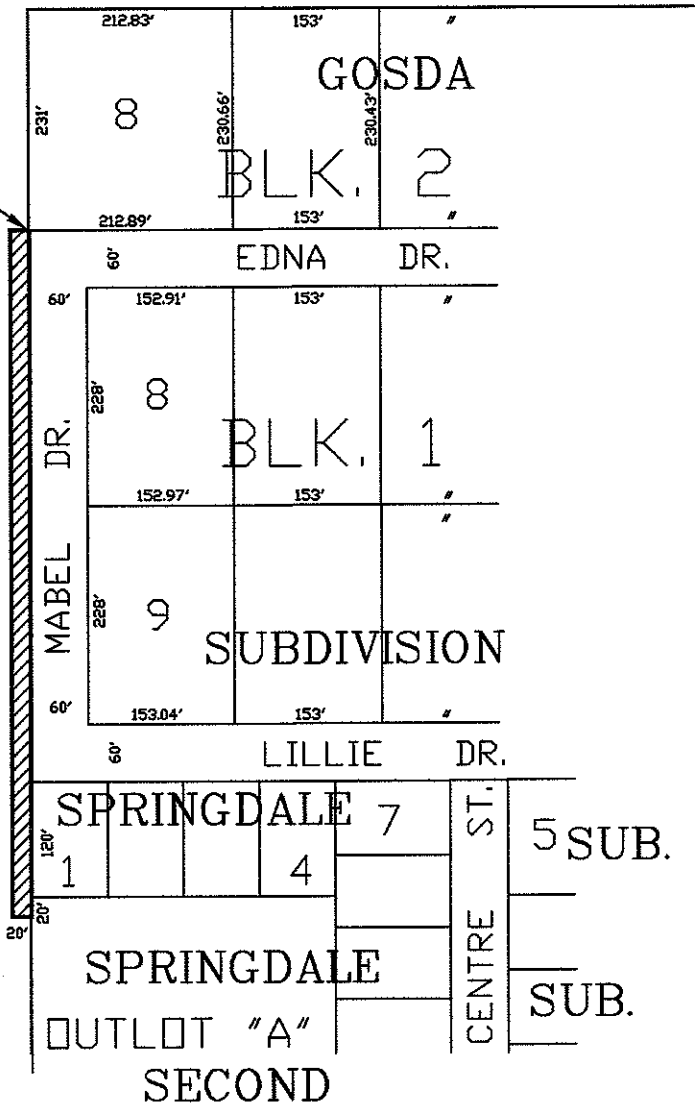 212.83' 153' "
GOSDA
231' 8 230.66' 230.43'
BLK. 2
212.89' 153' "
60' EDNA DR.
60' 152.91' 153' "
228' 8
BLK. 1
MABEL DR.
152.97' 153' "
"
228' 9
SUBDIVISION
60' 153.04' 153' "
60' LILLIE DR.
SPRINGDALE 7 5 SUB.
120' 1 4
CENTRE ST.
20' 20'
SPRINGDALE SUB.
OUTLOT "A"
SECOND